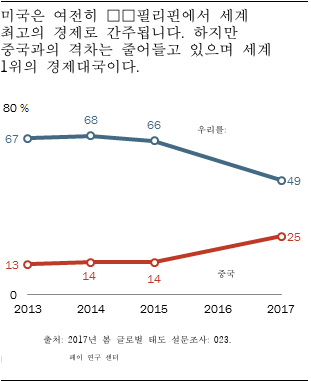 미국은 여전히 □□필리핀에서 세계
최고의 경제로 간주됩니다. 하지만
중국과의 격차는 줄어들고 있으며 세계
1위의 경제대국이다.
80 %
67
68
66
49
우리를:
13
14
14
25
중국
0
2013
2014
2015
2016
2017
출처: 2017년 봄 글로벌 태도 설문조사: 023.
페이 연구 센터